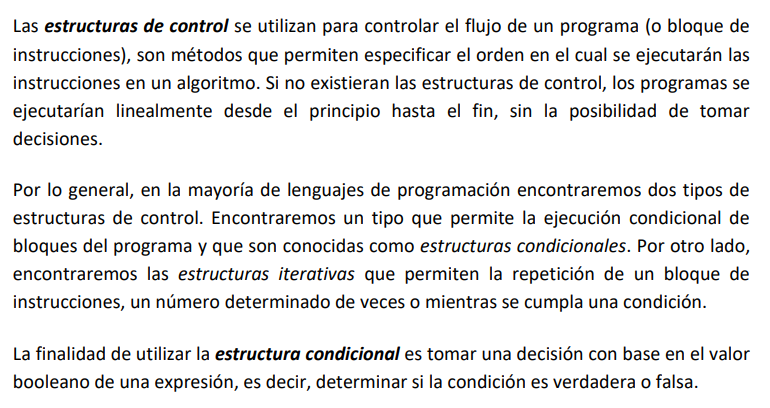 Las estructuras de control se utilizan para controlar el flujo de un programa (o bloque de
instrucciones), son métodos que permiten especificar el orden en el cual se ejecutarán las
instrucciones en un algoritmo. Si no existieran las estructuras de control, los programas se
ejecutarían linealmente desde el principio hasta el fin, sin la posibilidad de tomar
decisiones.
Por lo general, en la mayoría de lenguajes de programación encontraremos dos tipos de
estructuras de control. Encontraremos un tipo que permite la ejecución condicional de
bloques del programa y que son conocidas como estructuras condicionales. Por otro lado,
encontraremos las estructuras iterativas que permiten la repetición de un bloque de
instrucciones, un número determinado de veces o mientras se cumpla una condición.
La finalidad de utilizar la estructura condicional es tomar una decisión con base en el valor
booleano de una expresión, es decir, determinar si la condición es verdadera o falsa.